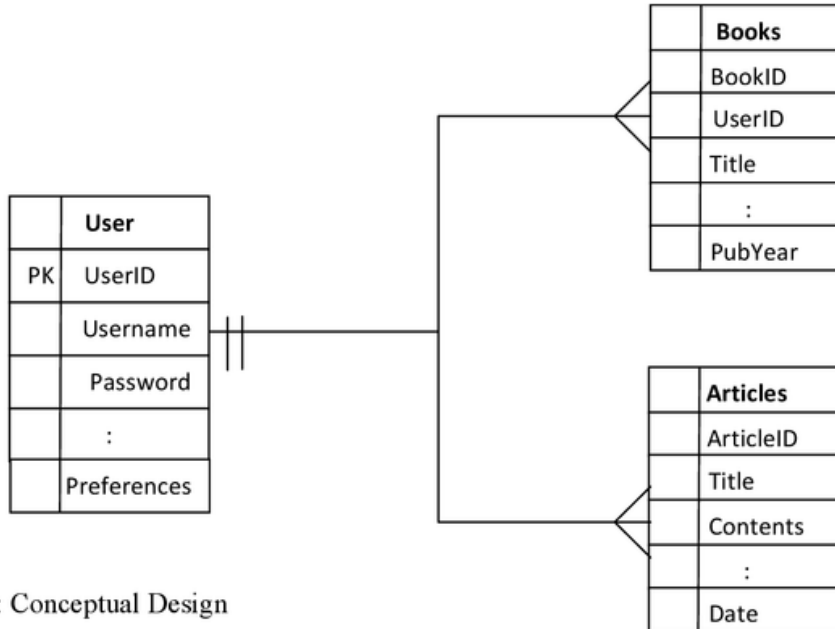 User
PK UserID
Username
Password
:
Preferences
Books
BookID
UserID
Title
:
PubYear
Articles
ArticleID
Title
Contents
:
Date
: Conceptual Design